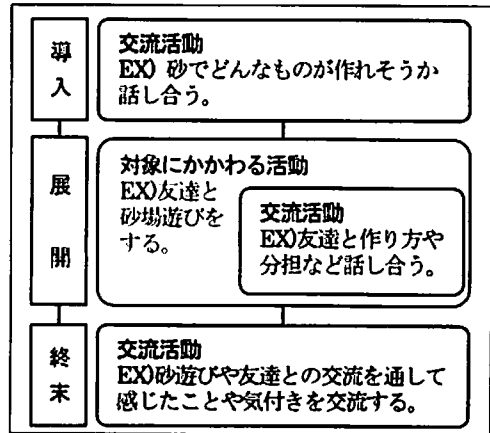 導入
交流活動
EX) 砂でどんなものが作れそうか
話し合う。
展開
対象にかかわる活動
EX)友達と
砂場遊びを
する。
交流活動
EX)友達と作り方や
分担など話し合う。
終末
交流活動
EX)砂遊びや友達との交流を通して
感じたことや気付きを交流する。